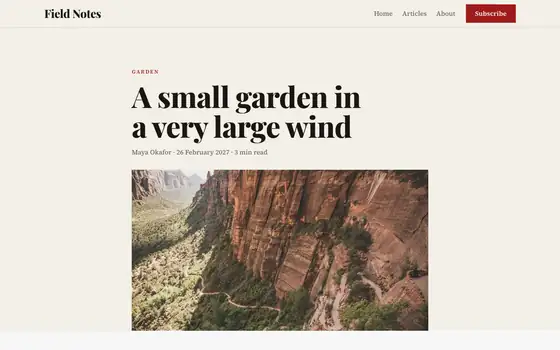 Field Notes
Home Articles About Subscribe
GARDEN
A small garden in
a very large wind
Maya Okafor · 26 February 2027 · 3 min read